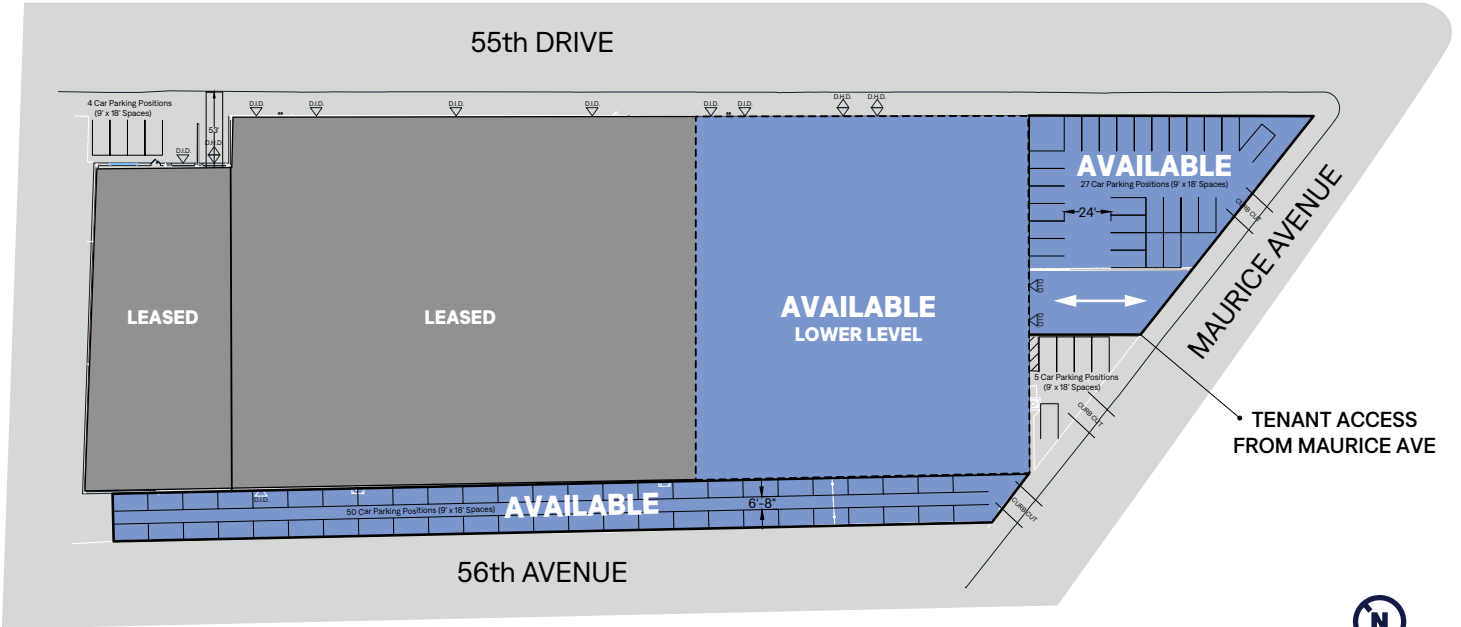 55th DRIVE
4 Car Parking Positions
(9' x 18' Spaces)
53'
D.H.D.
D.I.D.
D.I.D.
D.I.D.
D.I.D.
D.I.D.
D.I.D.
D.I.D.
D.H.D.
D.H.D.
AVAILABLE
27 Car Parking Positions (9' x 18' Spaces)
24'
CURB CUT
MAURICE AVENUE
LEASED
LEASED
AVAILABLE
LOWER LEVEL
D.I.D.
D.I.D.
5 Car Parking Positions
(9' x 18' Spaces)
CURB CUT
TENANT ACCESS
FROM MAURICE AVE
D.I.D.
50 Car Parking Positions (9' x 18' Spaces)
AVAILABLE
6'-8"
CURB CUT
56th AVENUE
N